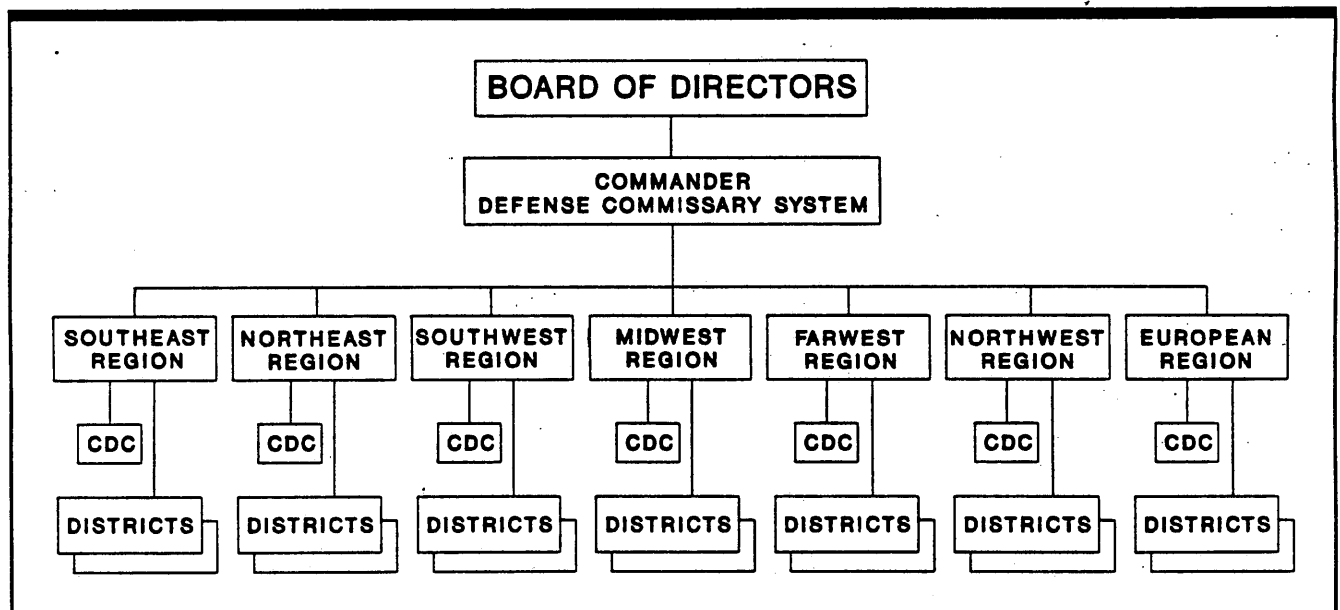 BOARD OF DIRECTORS
COMMANDER
DEFENSE COMMISSARY SYSTEM
SOUTHEAST
REGION
NORTHEAST
REGION
SOUTHWEST
REGION
MIDWEST
REGION
FARWEST
REGION
NORTHWEST
REGION
EUROPEAN
REGION
CDC
CDC
CDC
CDC
CDC
CDC
CDC
DISTRICTS
DISTRICTS
DISTRICTS
DISTRICTS
DISTRICTS
DISTRICTS
DISTRICTS